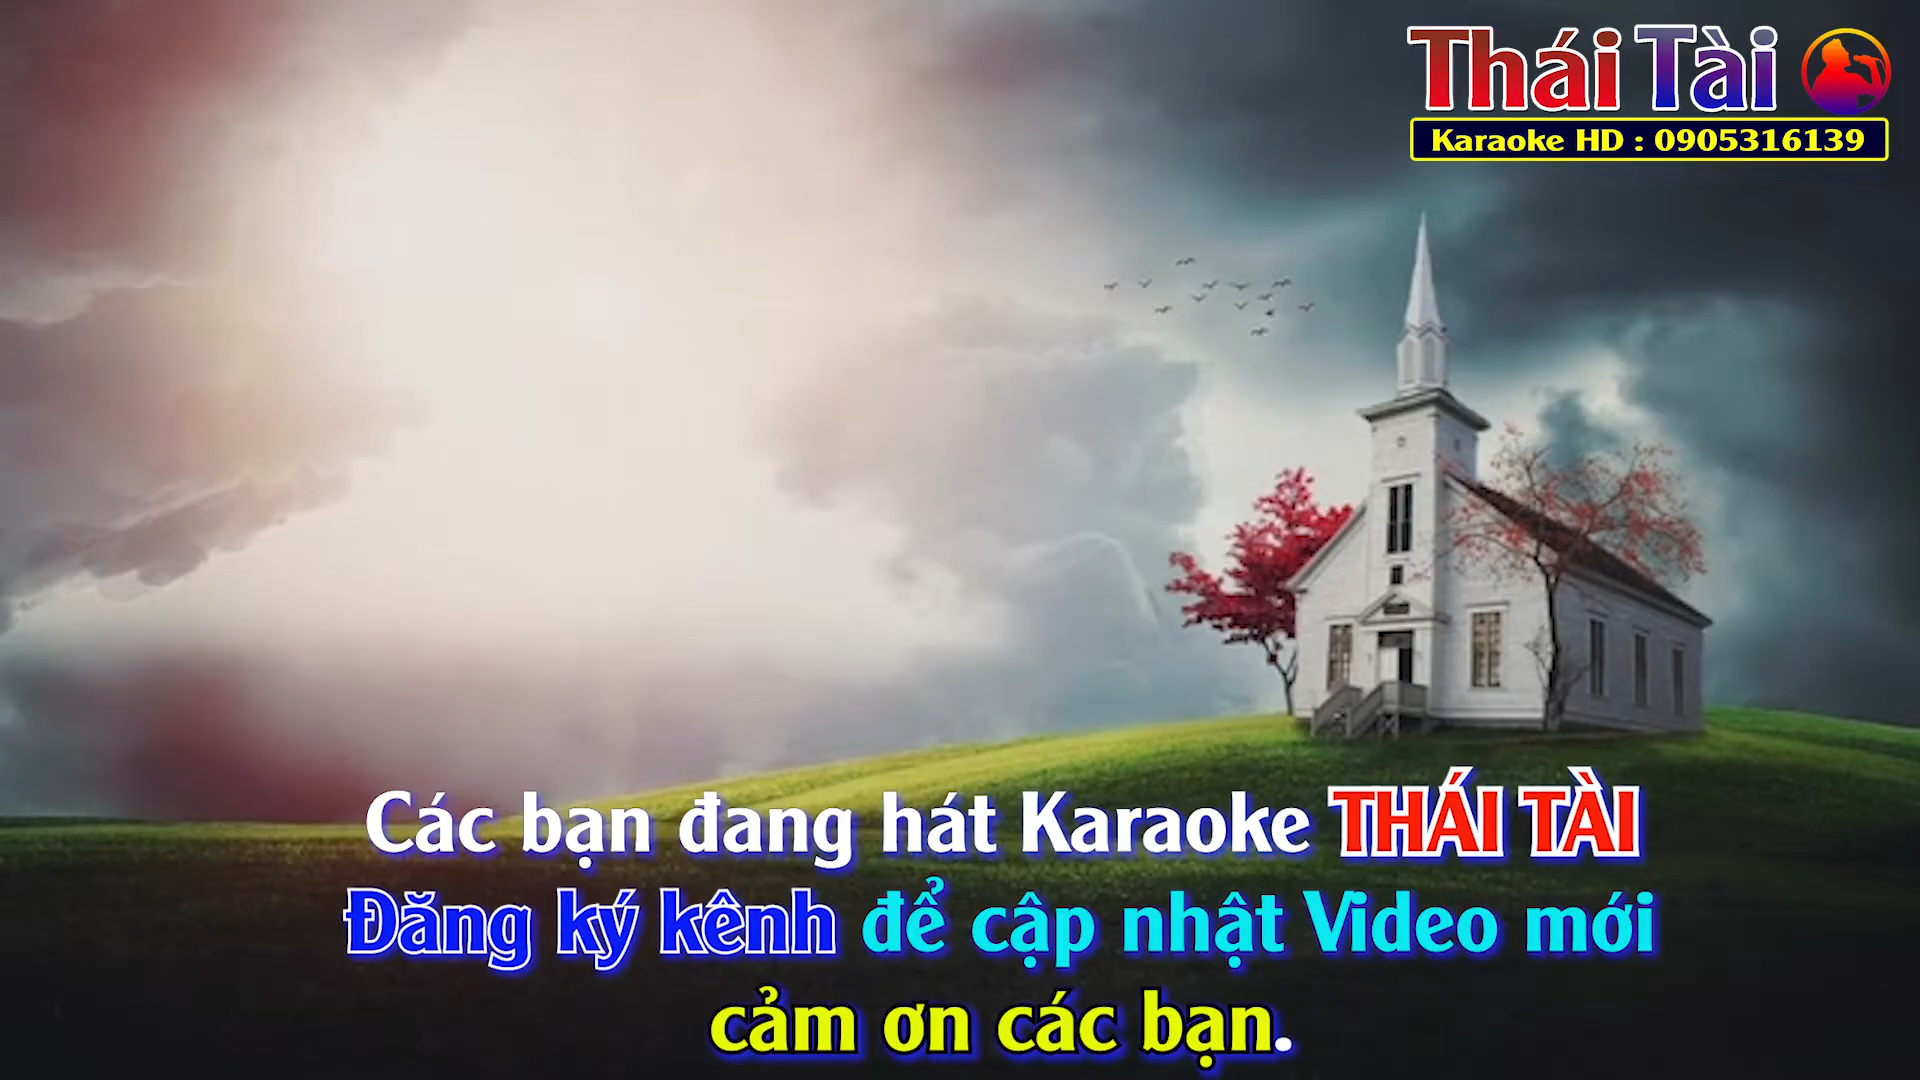 Thái Tài
Karaoke HD : 0905316139
Các bạn đang hát Karaoke THÁI TÀI
Đăng ký kênh để cập nhật Video mới
cảm ơn các bạn.